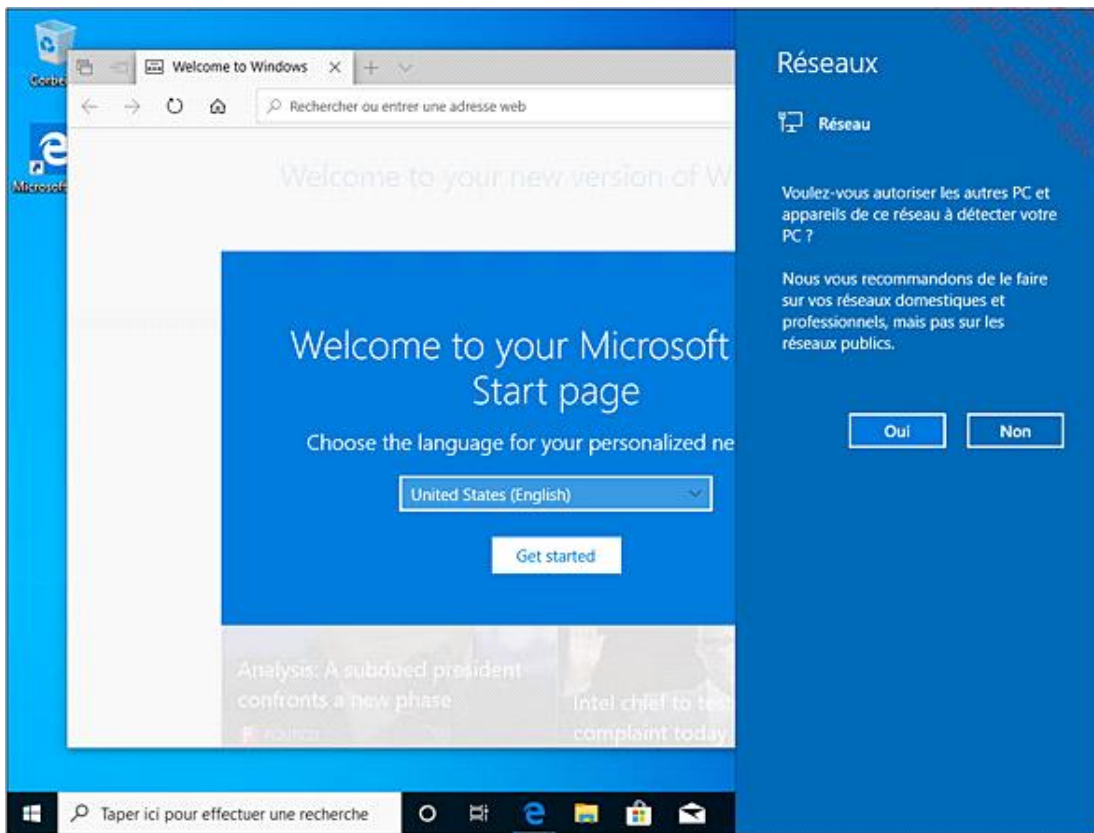 Welcome to Windows
Rechercher ou entrer une adresse web
Welcome to your new version of W
Welcome to your Microsoft
Start page
Choose the language for your personalized ne
United States (English)
Get started
Analysis: A subdued president
confronts a new phase
POLITICO
Intel chief to
complaint today
Réseaux
Réseau
Voulez-vous autoriser les autres PC et
appareils de ce réseau à détecter votre
PC ?
Nous vous recommandons de le faire
sur vos réseaux domestiques et
professionnels, mais pas sur les
réseaux publics.
Oui
Non
Taper ici pour effectuer une recherche